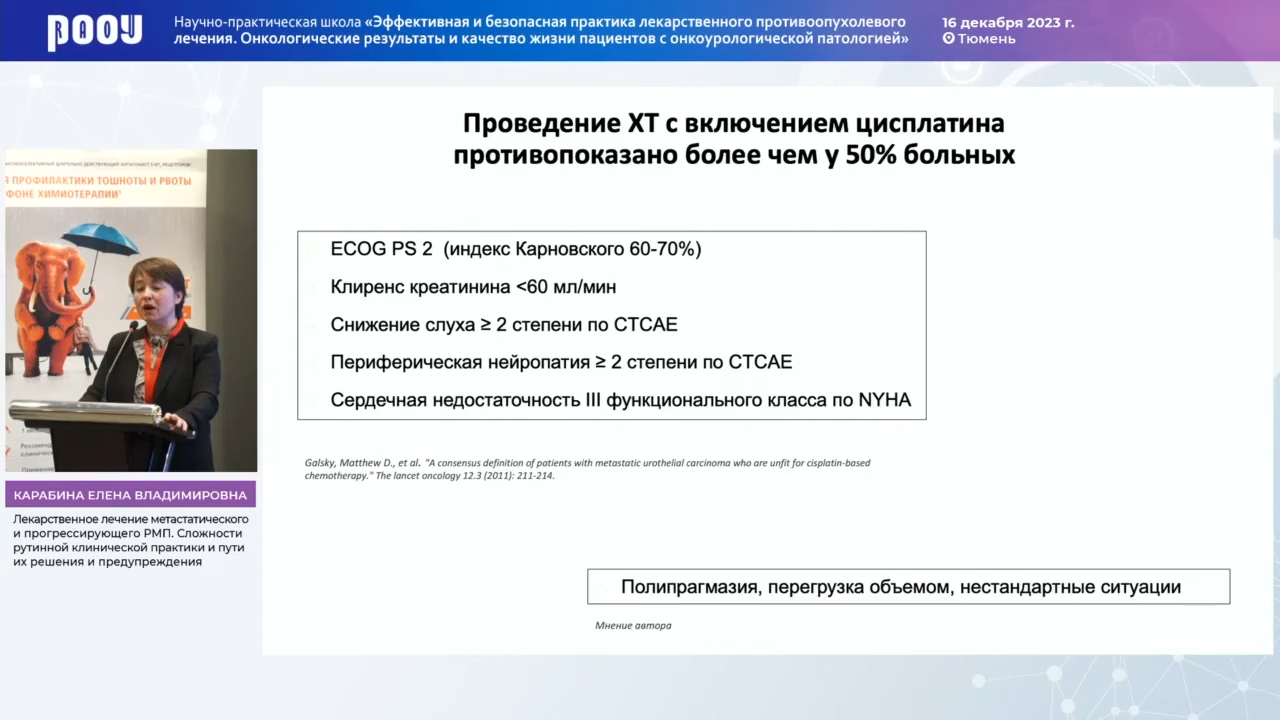 РАОУ
Научно-практическая школа «Эффективная и безопасная практика лекарственного противоопухолевого
лечения. Онкологические результаты и качество жизни пациентов с онкоурологической патологией»
16 декабря 2023 г.
Тюмень
Проведение ХТ с включением цисплатина
противопоказано более чем у 50% больных
ECOG PS 2 (индекс Карновского 60-70%)
Клиренс креатинина <60 мл/мин
Снижение слуха ≥ 2 степени по CTCAE
Периферическая нейропатия ≥ 2 степени по CTCAE
Сердечная недостаточность III функционального класса по NYHA
Galsky, Matthew D., et al. "A consensus definition of patients with metastatic urothelial carcinoma who are unfit for cisplatin-based
chemotherapy." The lancet oncology 12.3 (2011): 211-214.
Полипрагмазия, перегрузка объемом, нестандартные ситуации
Мнение автора
Я ПРОФИЛАКТИКИ ТОШНОТЫ И РВОТЫ
ФОНЕ ХИМИОТЕРАПИИ
КАРАБИНА ЕЛЕНА ВЛАДИМИРОВНА
Лекарственное лечение метастатического
и прогрессирующего РМП. Сложности
рутинной клинической практики и пути
их решения и предупреждения